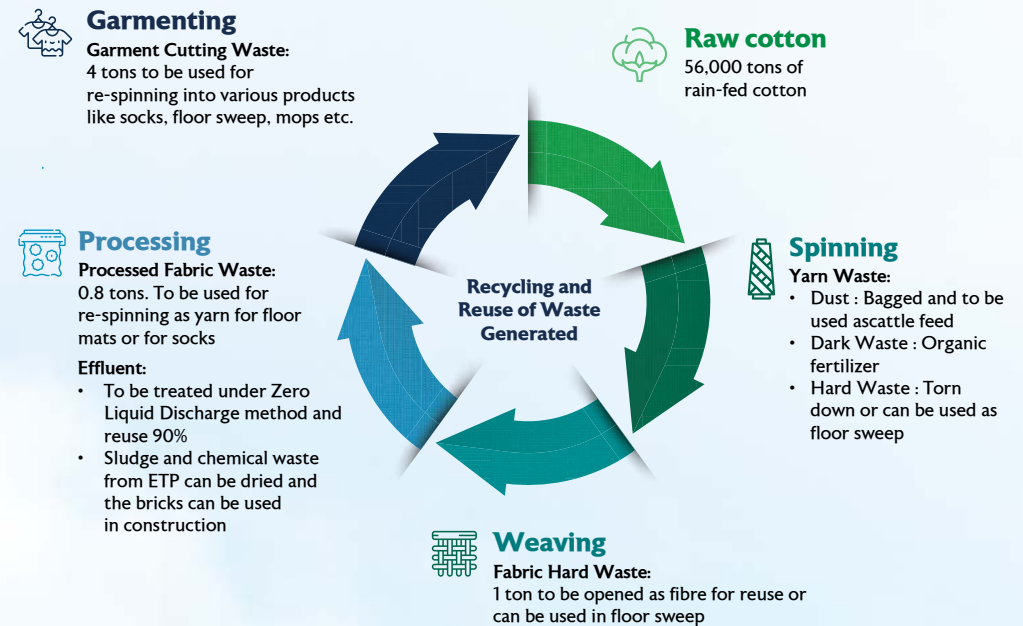 Garmenting
Garment Cutting Waste:
4 tons to be used for
re-spinning into various products
like socks, floor sweep, mops etc.
Raw cotton
56,000 tons of
rain-fed cotton
Processing
Processed Fabric Waste:
0.8 tons. To be used for
re-spinning as yarn for floor
mats or for socks
Effluent:
• To be treated under Zero
Liquid Discharge method and
reuse 90%
• Sludge and chemical waste
from ETP can be dried and
the bricks can be used
in construction
Recycling and
Reuse of Waste
Generated
Spinning
Yarn Waste:
• Dust : Bagged and to be
used ascattle feed
• Dark Waste : Organic
fertilizer
• Hard Waste : Torn
down or can be used as
floor sweep
Weaving
Fabric Hard Waste:
1 ton to be opened as fibre for reuse or
can be used in floor sweep